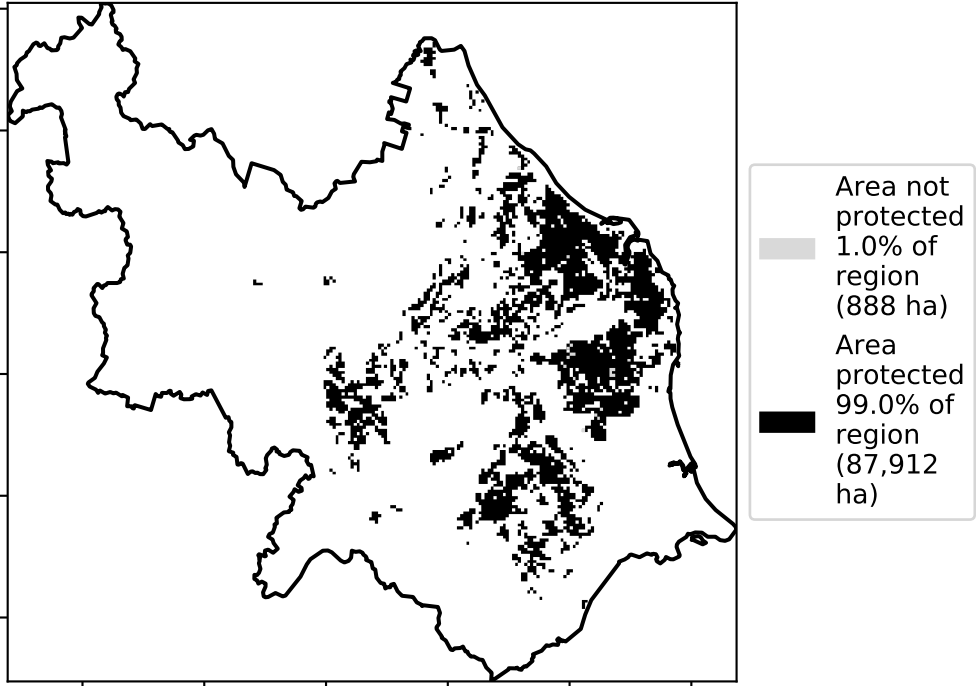 Area not
protected
1.0% of
region
(888 ha)
Area
protected
99.0% of
region
(87,912
ha)